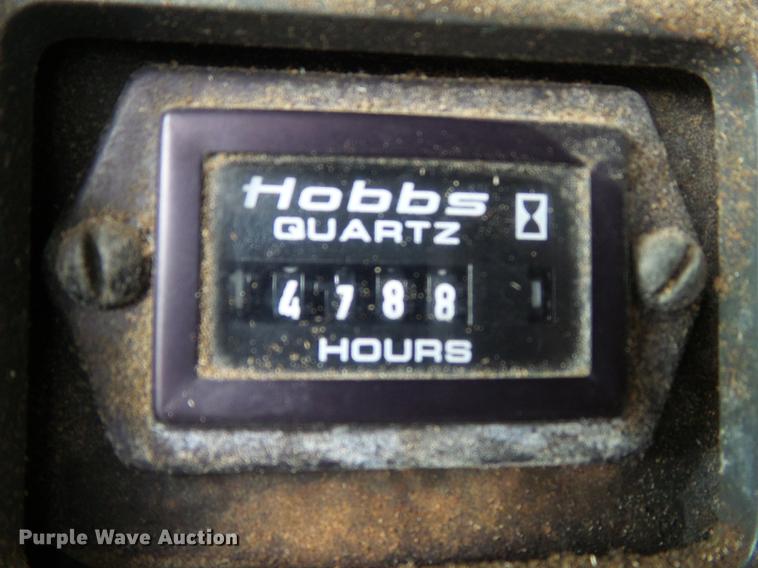 Hobbs
QUARTZ
4788
HOURS
Purple Wave Auction